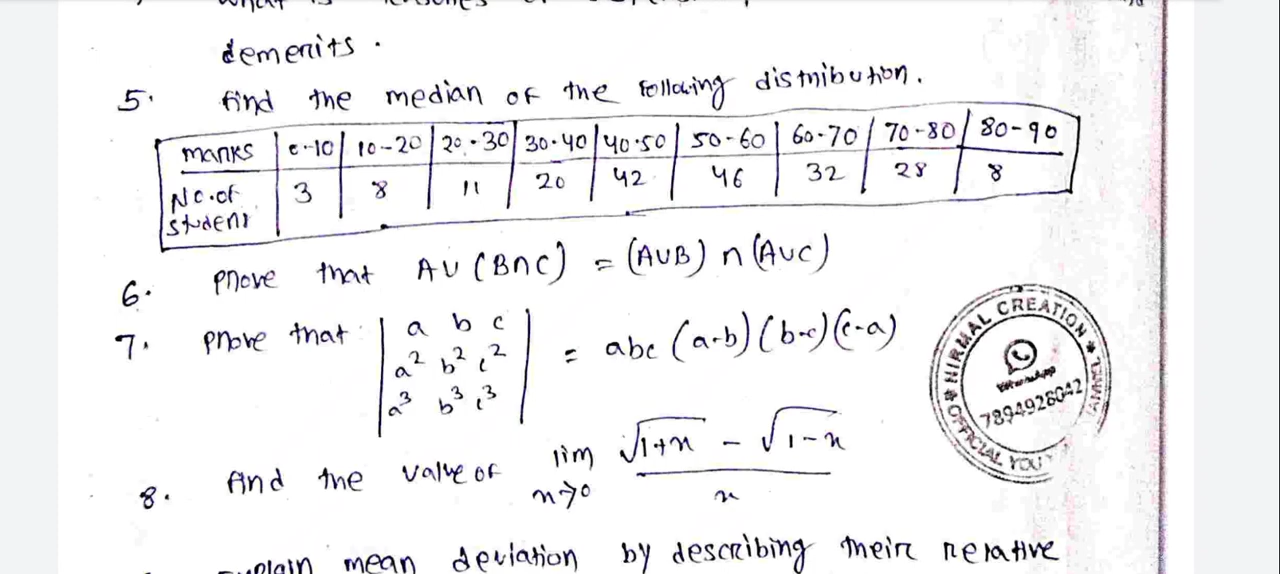 demerits.
5. find the median of the following distribution.
marks 0-10 10-20 20-30 30-40 40-50 50-60 60-70 70-80 80-90
No.of student 3 8 11 20 42 46 32 28 8
6. prove that A∪(B∩C) = (A∪B) ∩ (A∪C)
7. prove that | a b c | = abc (a-b) (b-c) (c-a)
a² b² c²
a³ b³ c³
NIRMAL CREATION
WhatsApp
7894928042
OFFICIAL YOU
8. find the value of lim x→0 √1+x − √1−x / x
mean deviation by describing their relative